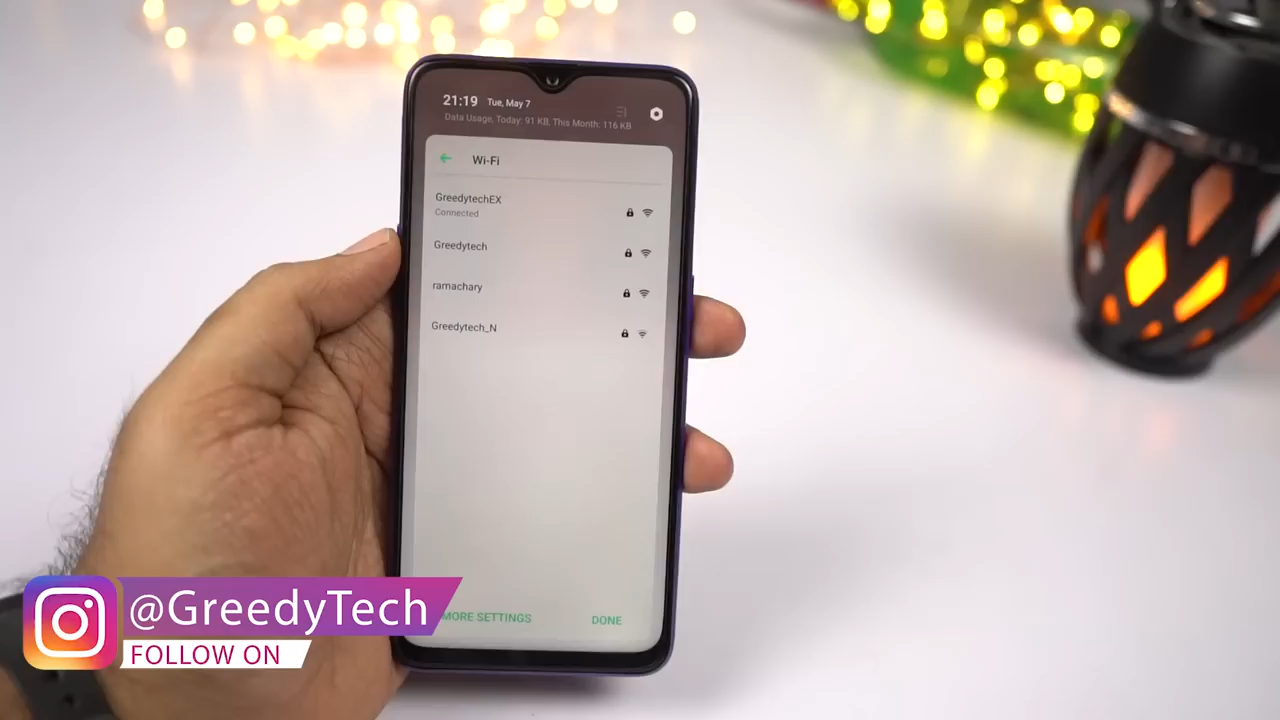 21:19 Tue, May 7
Data Usage, Today: 91 KB, This Month: 116 KB
Wi-Fi
GreedytechEX
Connected
Greedytech
ramachary
Greedytech_N
MORE SETTINGS DONE
@GreedyTech
FOLLOW ON